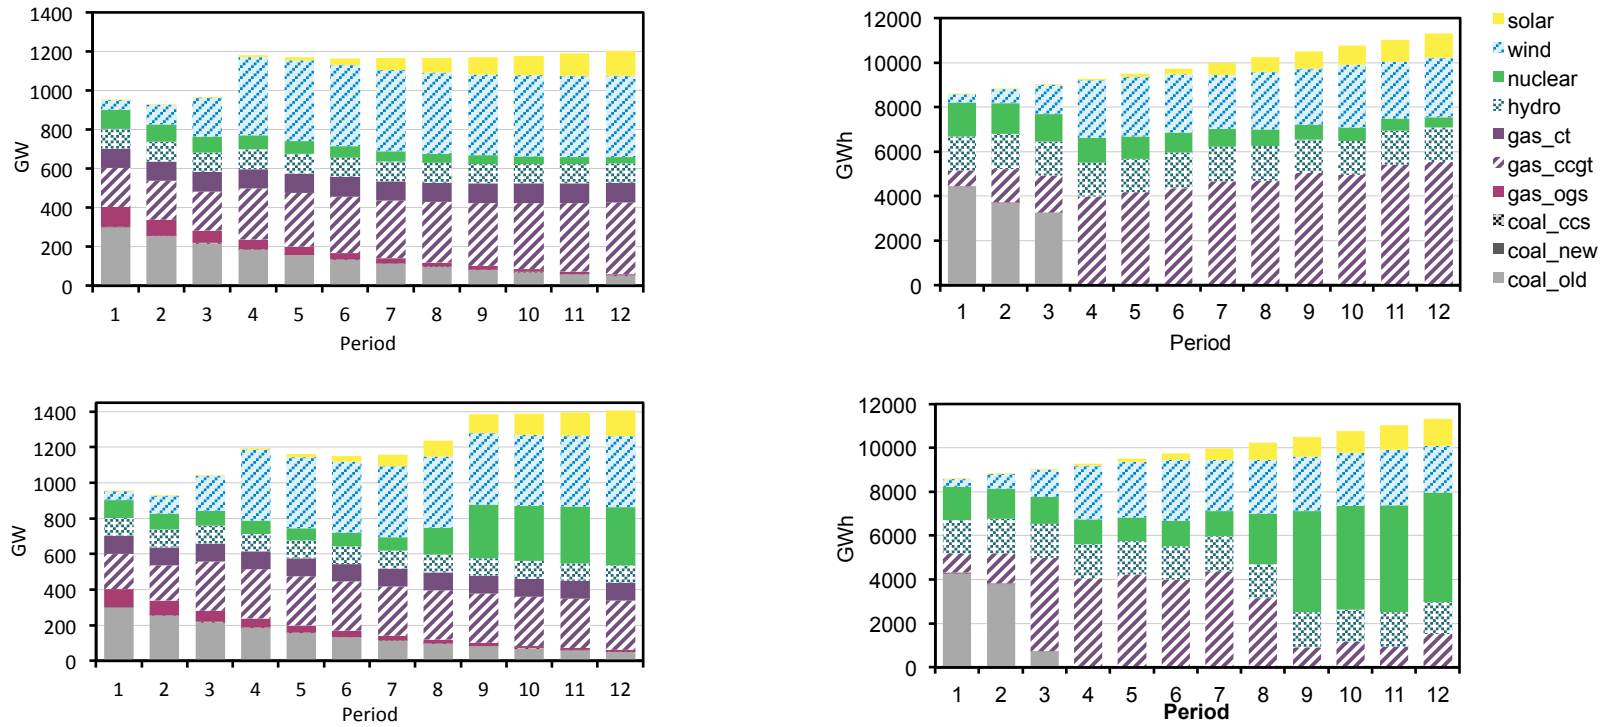 1400
1200
1000
800
600
400
200
0
GW
1 2 3 4 5 6 7 8 9 10 11 12
Period
12000
10000
8000
6000
4000
2000
0
GWh
1 2 3 4 5 6 7 8 9 10 11 12
Period
solar
wind
nuclear
hydro
gas_ct
gas_ccgt
gas_ogs
coal_ccs
coal_new
coal_old
1400
1200
1000
800
600
400
200
0
GW
1 2 3 4 5 6 7 8 9 10 11 12
Period
12000
10000
8000
6000
4000
2000
0
GWh
1 2 3 4 5 6 7 8 9 10 11 12
Period